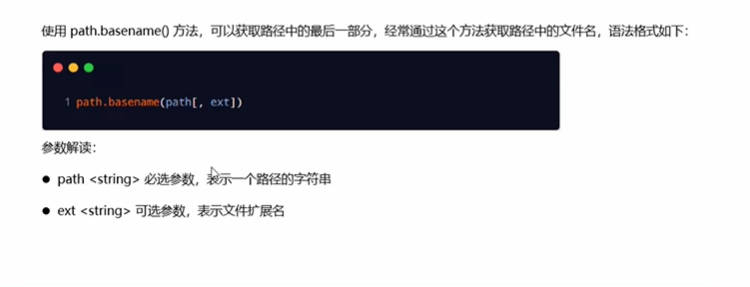 使用 path.basename() 方法，可以获取路径中的最后一部分，经常通过这个方法获取路径中的文件名，语法格式如下：
1 path.basename(path[, ext])
参数解读：
● path <string> 必选参数，表示一个路径的字符串
● ext <string> 可选参数，表示文件扩展名